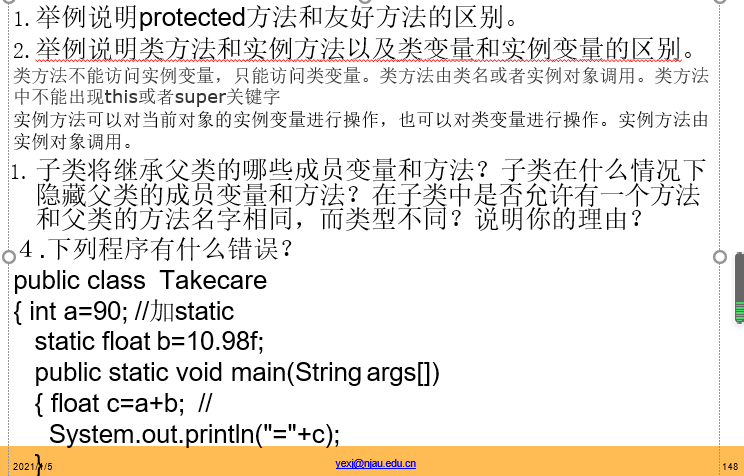 1. 举例说明protected方法和友好方法的区别。
2. 举例说明类方法和实例方法以及类变量和实例变量的区别。
类方法不能访问实例变量，只能访问类变量。类方法由类名或者实例对象调用。类方法
中不能出现this或者super关键字
实例方法可以对当前对象的实例变量进行操作，也可以对类变量进行操作。实例方法由
实例对象调用。
1. 子类将继承父类的哪些成员变量和方法？子类在什么情况下
隐藏父类的成员变量和方法？在子类中是否允许有一个方法
和父类的方法名字相同，而类型不同？说明你的理由？
４.下列程序有什么错误？
public class Takecare
{ int a=90; //加static
static float b=10.98f;
public static void main(String args[])
{ float c=a+b; //
System.out.println("="+c);
}
2021/1/5
yexj@njau.edu.cn
148